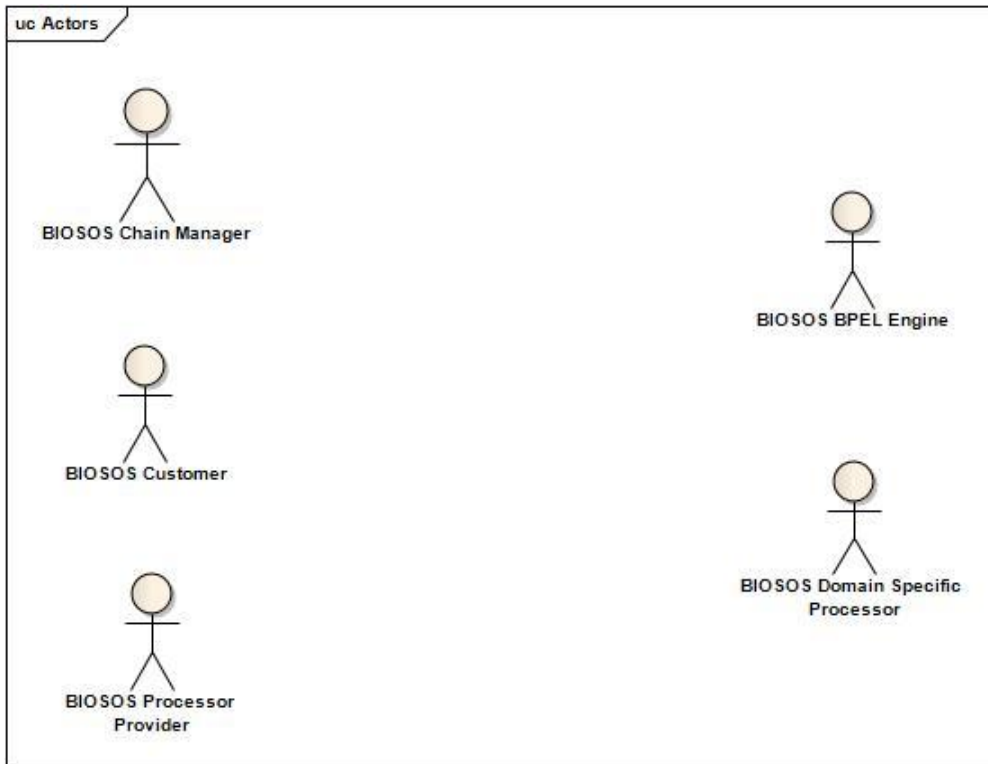 uc Actors
BIOSOS Chain Manager
BIOSOS BPEL Engine
BIOSOS Customer
BIOSOS Domain Specific
Processor
BIOSOS Processor
Provider